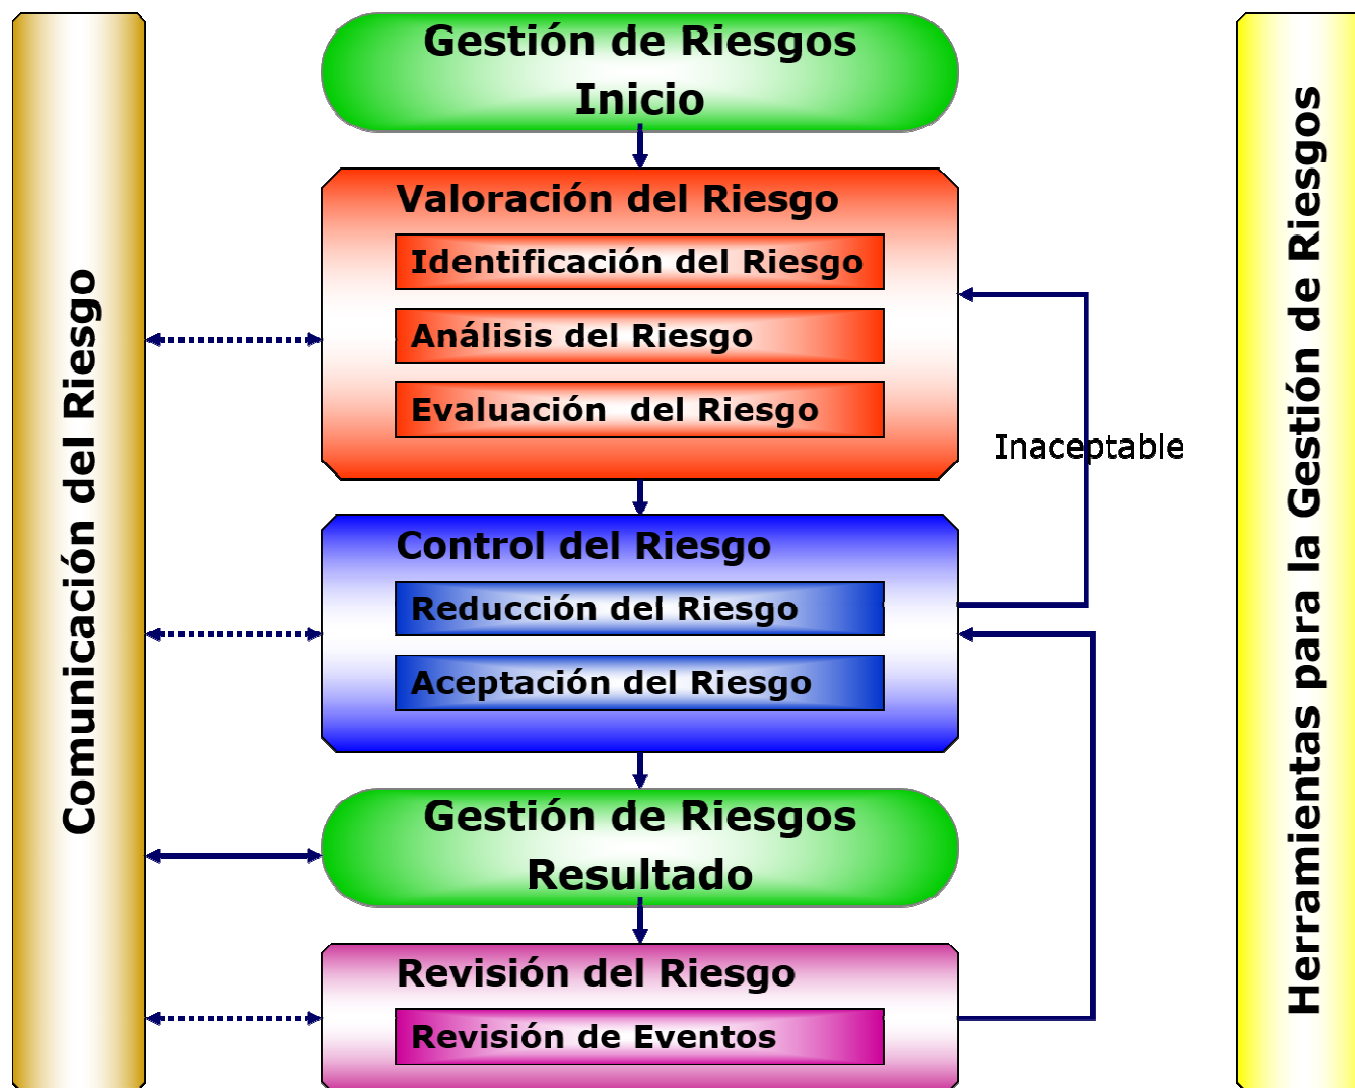 Gestión de Riesgos
Inicio
Valoración del Riesgo
Identificación del Riesgo
Análisis del Riesgo
Evaluación del Riesgo
Inaceptable
Control del Riesgo
Reducción del Riesgo
Aceptación del Riesgo
Gestión de Riesgos
Resultado
Revisión del Riesgo
Revisión de Eventos
Comunicación del Riesgo
Herramientas para la Gestión de Riesgos